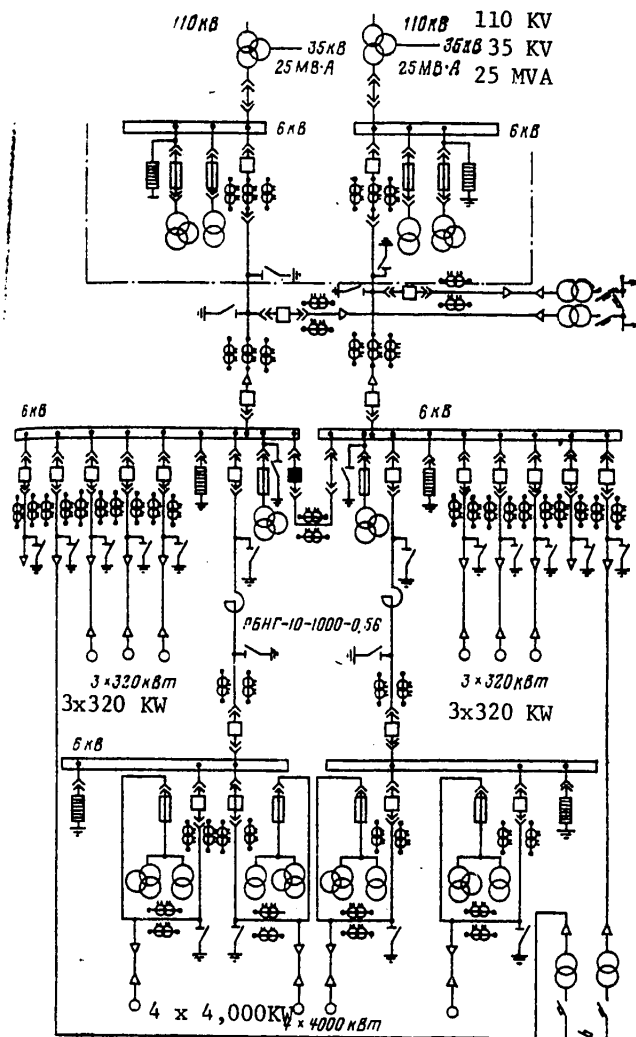 110кв 110кв 110 KV
35кв 35кв 35 KV
25МВ·А 25МВ·А 25 MVA
6кв 6кв
6кв 6кв
РБНГ-10-1000-0,56
3×320квт 3×320квт
3x320 KW 3x320 KW
6кв
4 x 4,000KW
4×4000квт